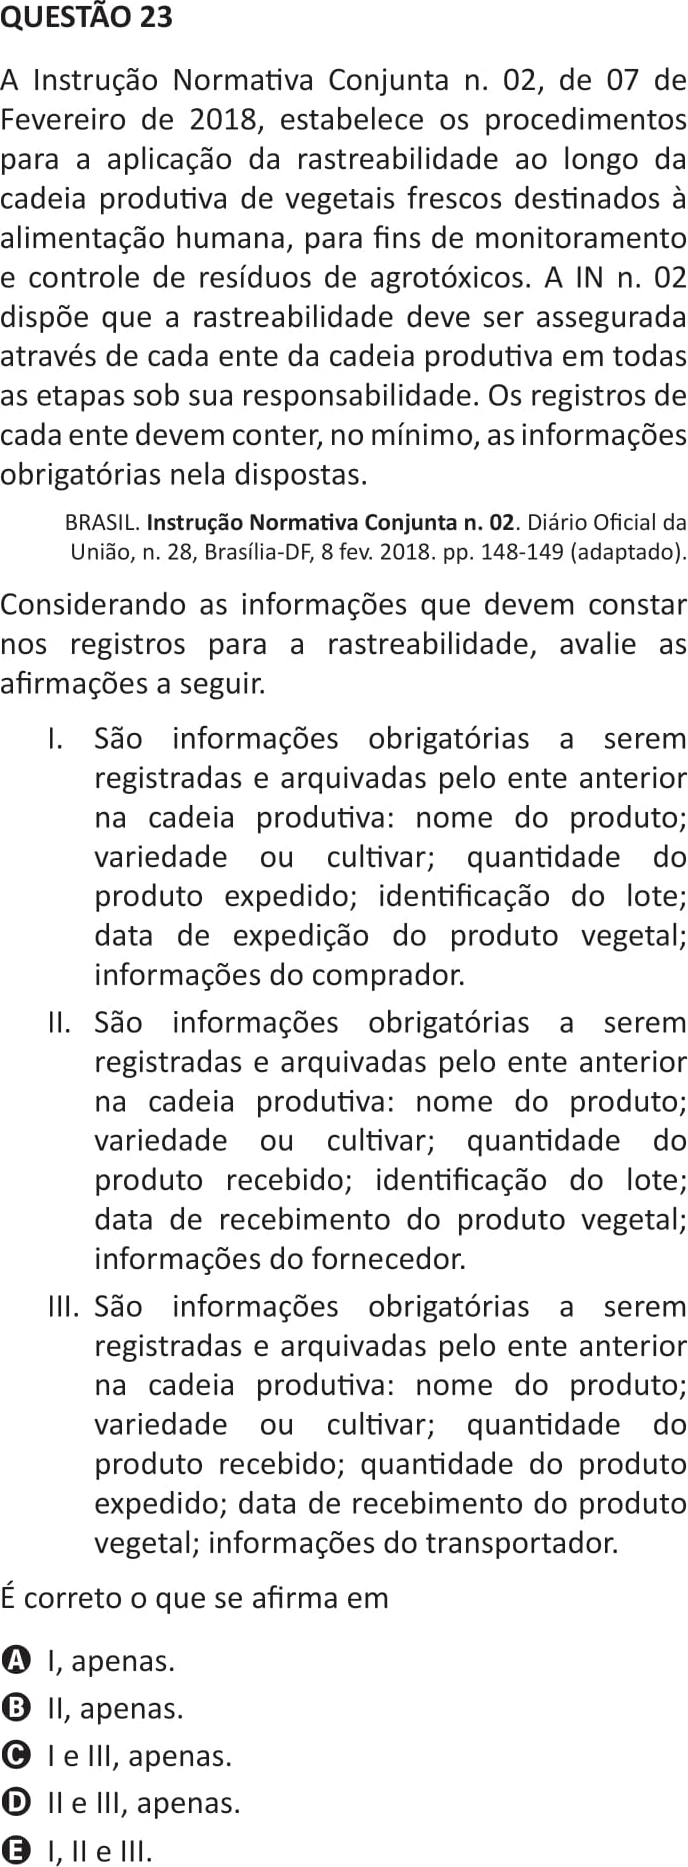 QUESTÃO 23
A Instrução Normativa Conjunta n. 02, de 07 de
Fevereiro de 2018, estabelece os procedimentos
para a aplicação da rastreabilidade ao longo da
cadeia produtiva de vegetais frescos destinados à
alimentação humana, para fins de monitoramento
e controle de resíduos de agrotóxicos. A IN n. 02
dispõe que a rastreabilidade deve ser assegurada
através de cada ente da cadeia produtiva em todas
as etapas sob sua responsabilidade. Os registros de
cada ente devem conter, no mínimo, as informações
obrigatórias nela dispostas.
BRASIL. Instrução Normativa Conjunta n. 02. Diário Oficial da
União, n. 28, Brasília-DF, 8 fev. 2018. pp. 148-149 (adaptado).
Considerando as informações que devem constar
nos registros para a rastreabilidade, avalie as
afirmações a seguir.
I. São informações obrigatórias a serem
registradas e arquivadas pelo ente anterior
na cadeia produtiva: nome do produto;
variedade ou cultivar; quantidade do
produto expedido; identificação do lote;
data de expedição do produto vegetal;
informações do comprador.
II. São informações obrigatórias a serem
registradas e arquivadas pelo ente anterior
na cadeia produtiva: nome do produto;
variedade ou cultivar; quantidade do
produto recebido; identificação do lote;
data de recebimento do produto vegetal;
informações do fornecedor.
III. São informações obrigatórias a serem
registradas e arquivadas pelo ente anterior
na cadeia produtiva: nome do produto;
variedade ou cultivar; quantidade do
produto recebido; quantidade do produto
expedido; data de recebimento do produto
vegetal; informações do transportador.
É correto o que se afirma em
A I, apenas.
B II, apenas.
C I e III, apenas.
D II e III, apenas.
E I, II e III.